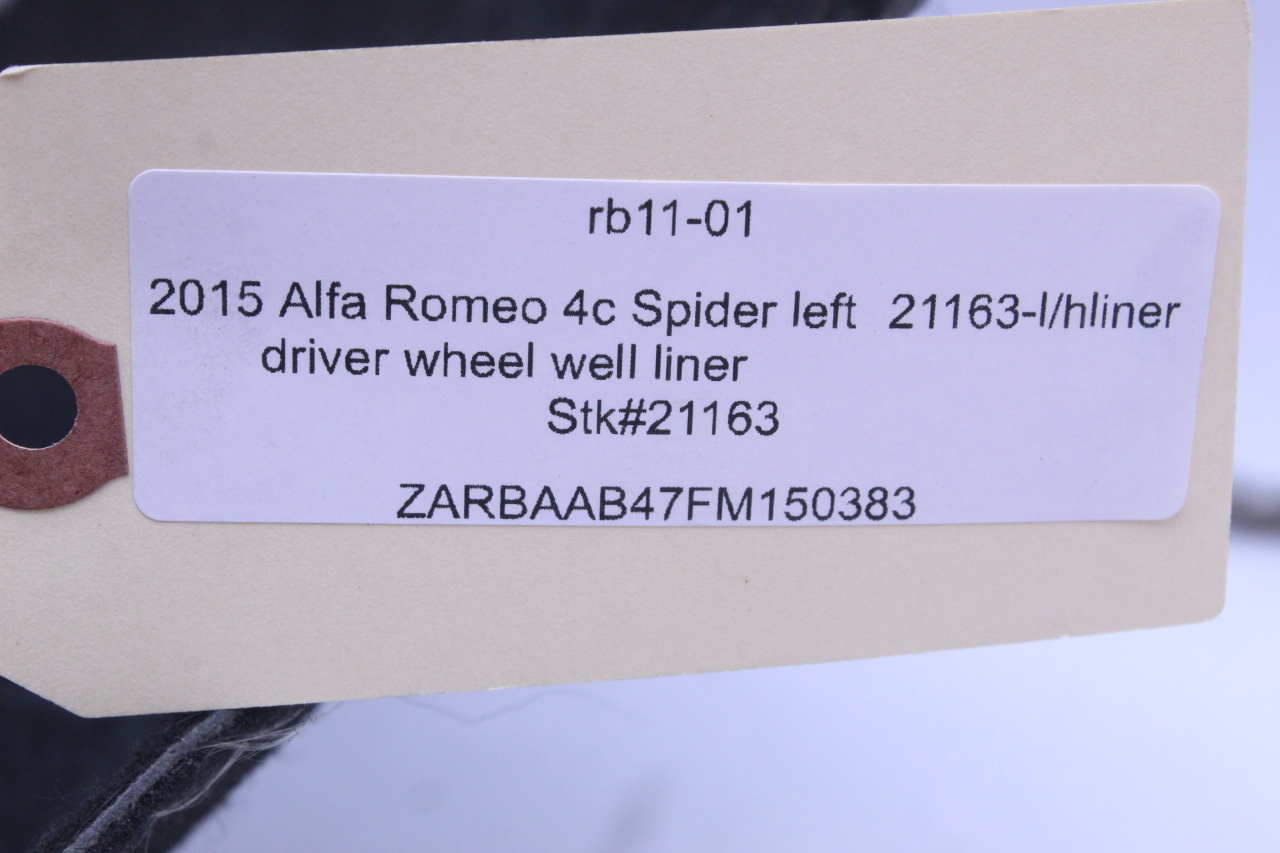 rb11-01
2015 Alfa Romeo 4c Spider left 21163-l/hliner
driver wheel well liner
Stk#21163
ZARBAAB47FM150383